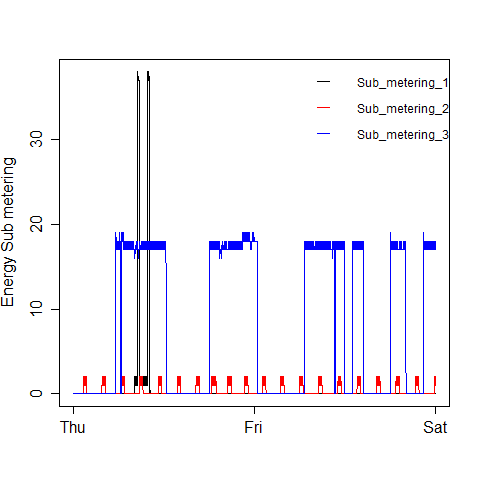 Sub_metering_1
Sub_metering_2
Sub_metering_3
Energy Sub metering
30
20
10
0
Thu Fri Sat